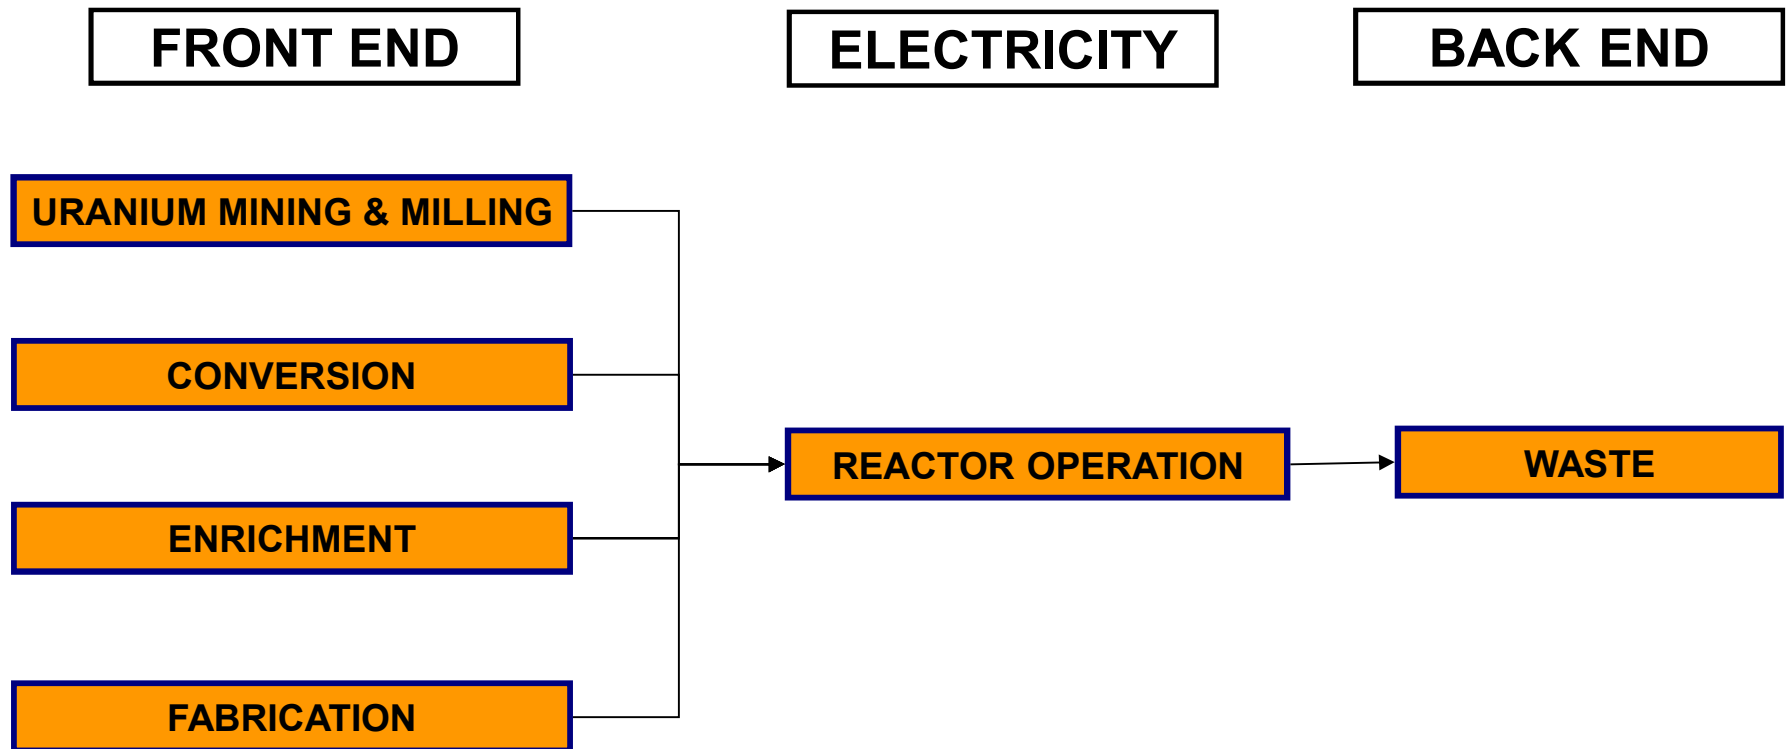 FRONT END
ELECTRICITY
BACK END
URANIUM MINING & MILLING
CONVERSION
ENRICHMENT
FABRICATION
REACTOR OPERATION
WASTE